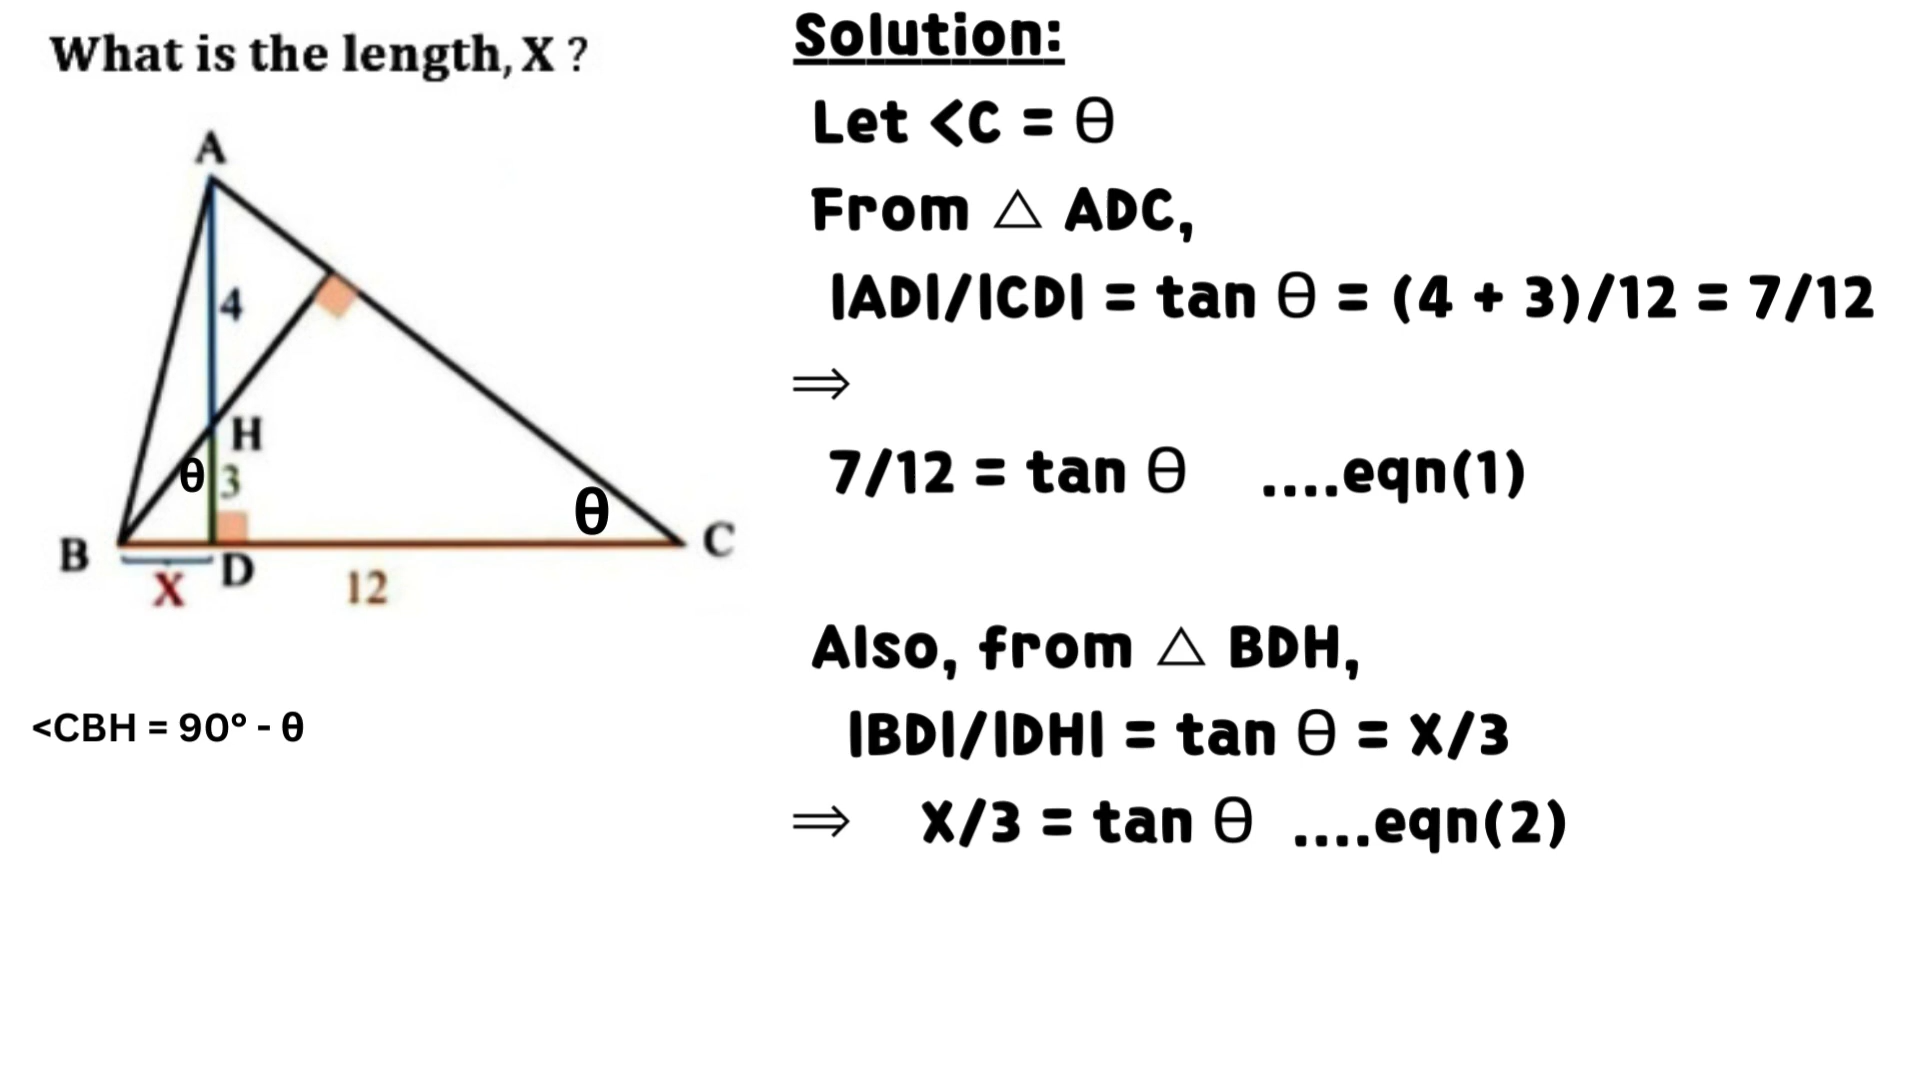 What is the length, X ?
A
4
H
θ 3
θ
B
C
D
X
12
<CBH = 90° - θ
Solution:
Let <C = θ
From △ ADC,
|AD|/|CD| = tan θ = (4 + 3)/12 = 7/12
⇒
7/12 = tan θ ....eqn(1)
Also, from △ BDH,
|BD|/|DH| = tan θ = X/3
⇒ X/3 = tan θ ....eqn(2)